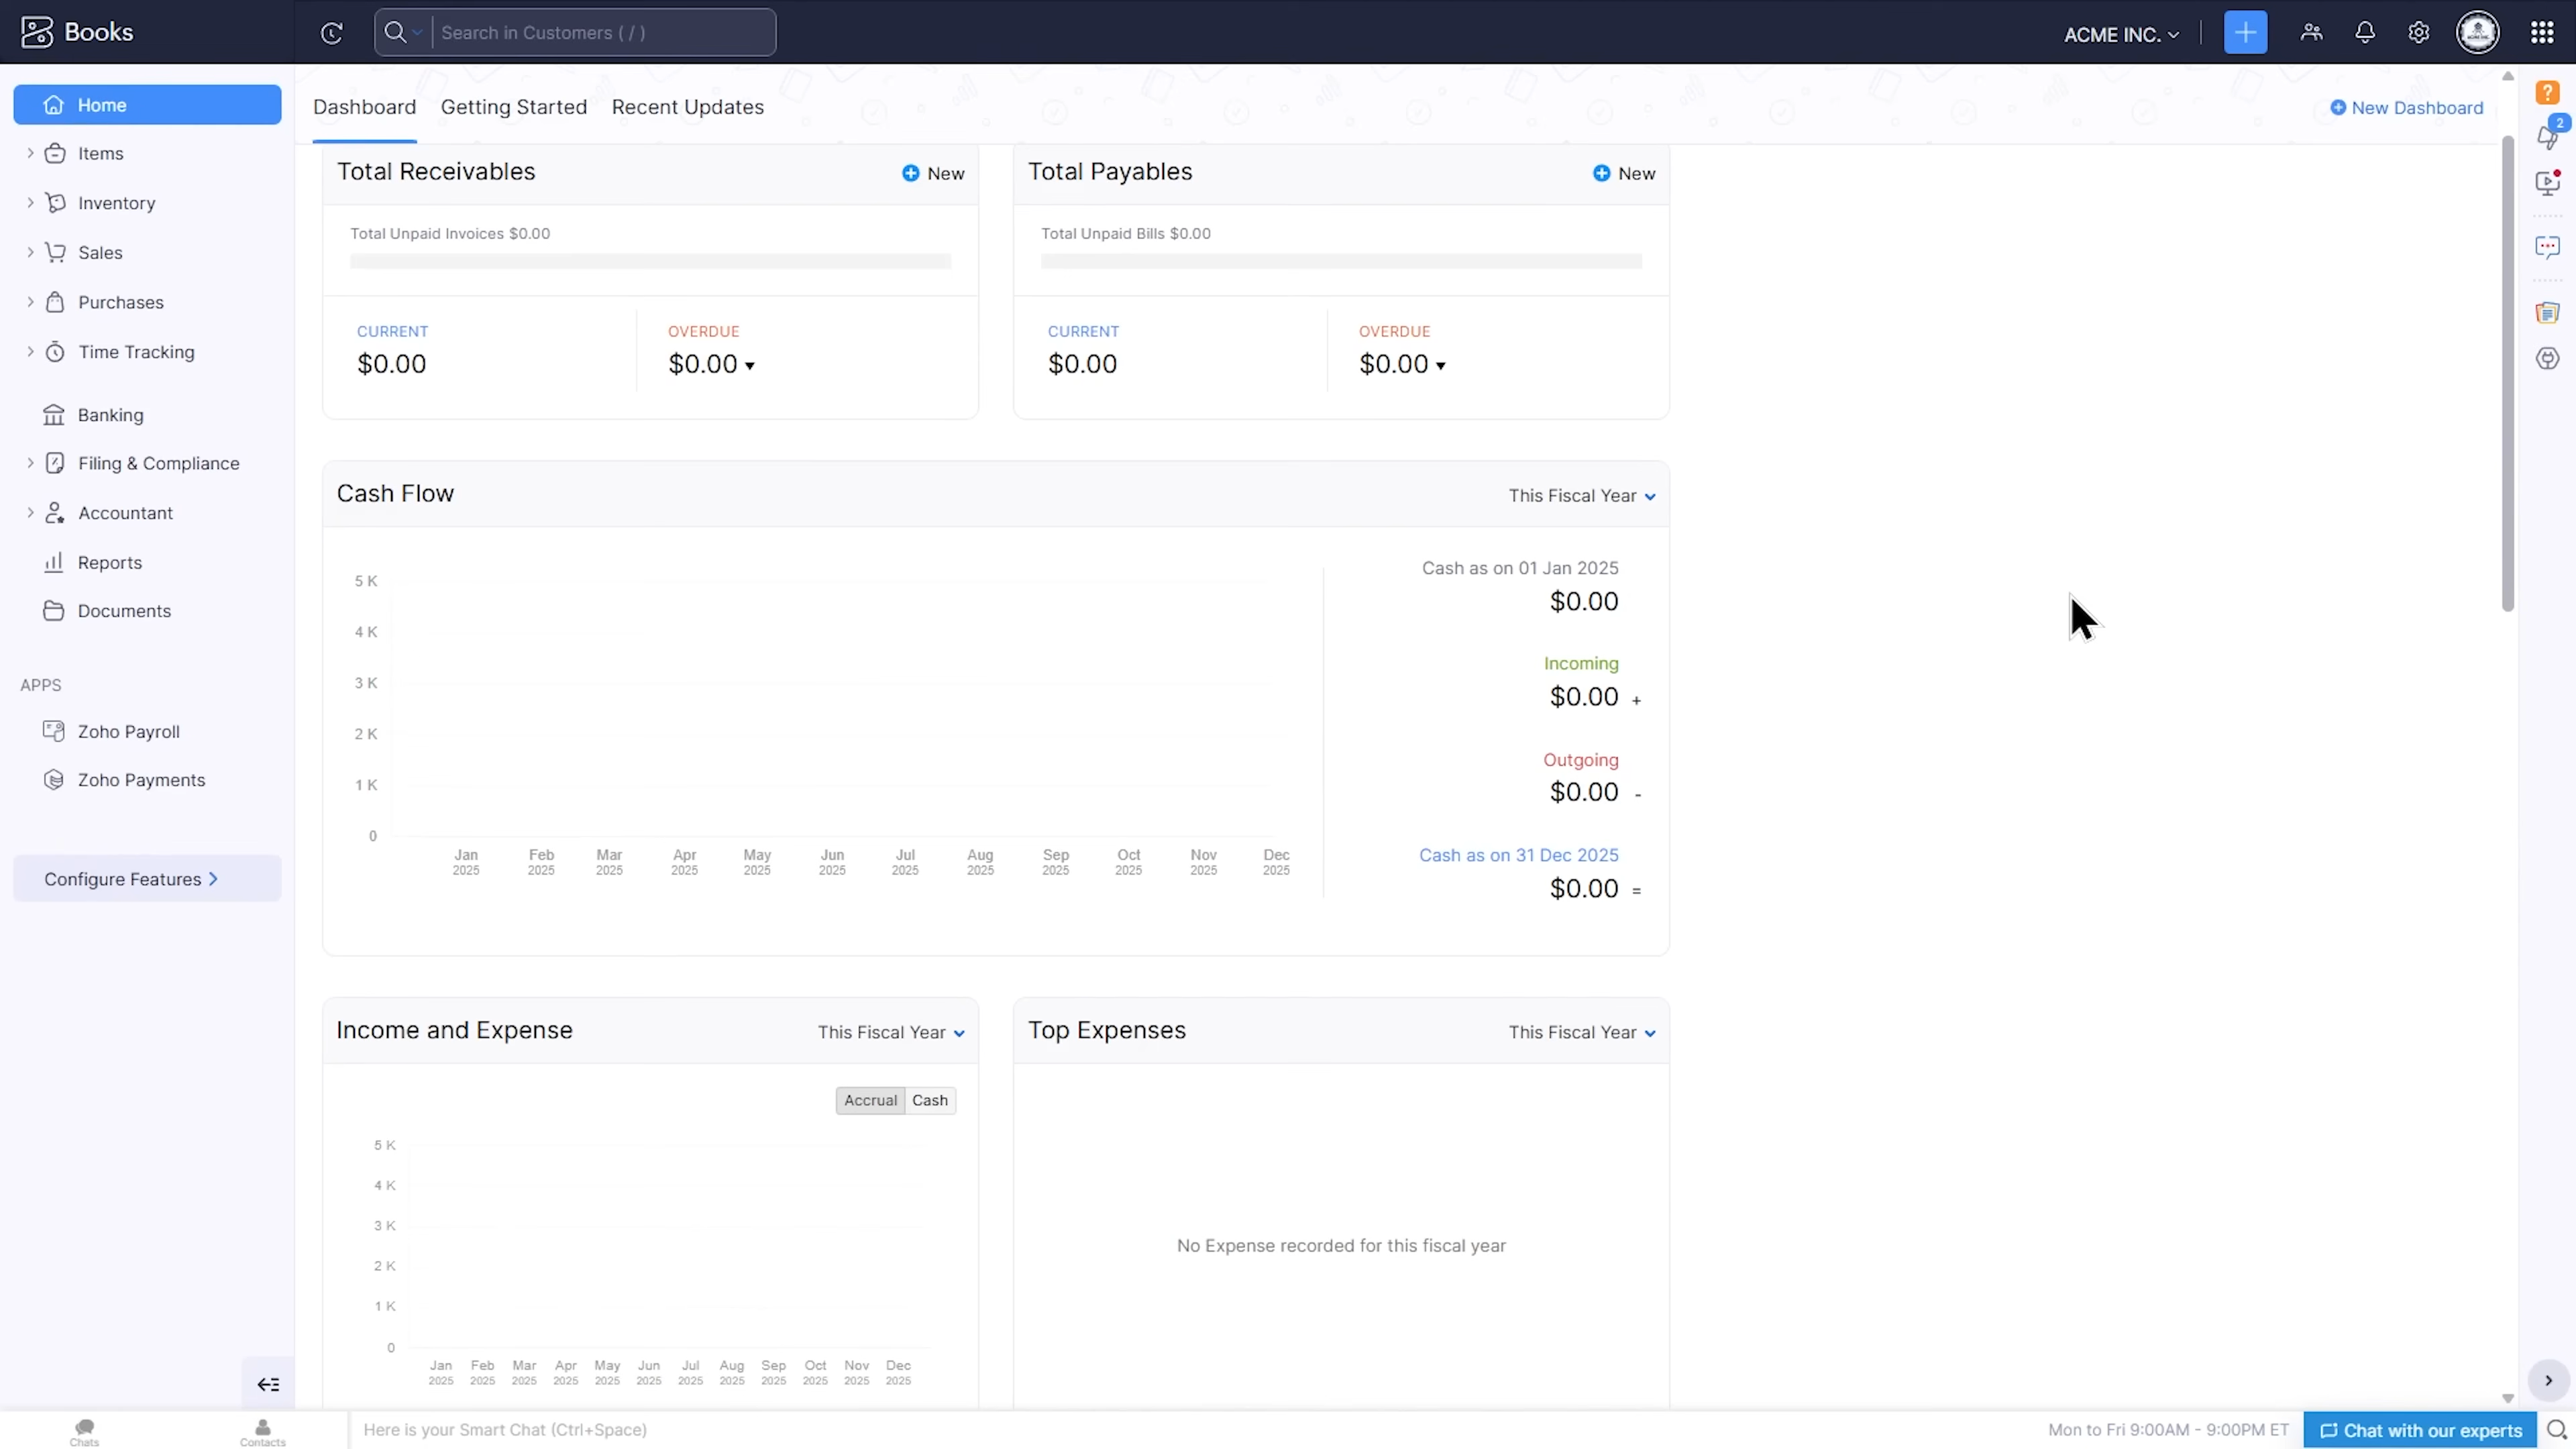 Books
Search in Customers ( / )
ACME INC.
Home
Items
Inventory
Sales
Purchases
Time Tracking
Banking
Filing & Compliance
Accountant
Reports
Documents
APPS
Zoho Payroll
Zoho Payments
Configure Features
Dashboard
Getting Started
Recent Updates
New Dashboard
?
2
Total Receivables
New
Total Unpaid Invoices $0.00
CURRENT
$0.00
OVERDUE
$0.00
Total Payables
New
Total Unpaid Bills $0.00
CURRENT
$0.00
OVERDUE
$0.00
Cash Flow
This Fiscal Year
5 K
4 K
3 K
2 K
1 K
0
Jan Feb Mar Apr May Jun Jul Aug Sep Oct Nov Dec
2025 2025 2025 2025 2025 2025 2025 2025 2025 2025 2025 2025
Cash as on 01 Jan 2025
$0.00
Incoming
$0.00 +
Outgoing
$0.00 -
Cash as on 31 Dec 2025
$0.00 =
Income and Expense
This Fiscal Year
Accrual Cash
5 K
4 K
3 K
2 K
1 K
0
Jan Feb Mar Apr May Jun Jul Aug Sep Oct Nov Dec
2025 2025 2025 2025 2025 2025 2025 2025 2025 2025 2025 2025
Top Expenses
This Fiscal Year
No Expense recorded for this fiscal year
Chats
Contacts
Here is your Smart Chat (Ctrl+Space)
Mon to Fri 9:00AM - 9:00PM ET
Chat with our experts